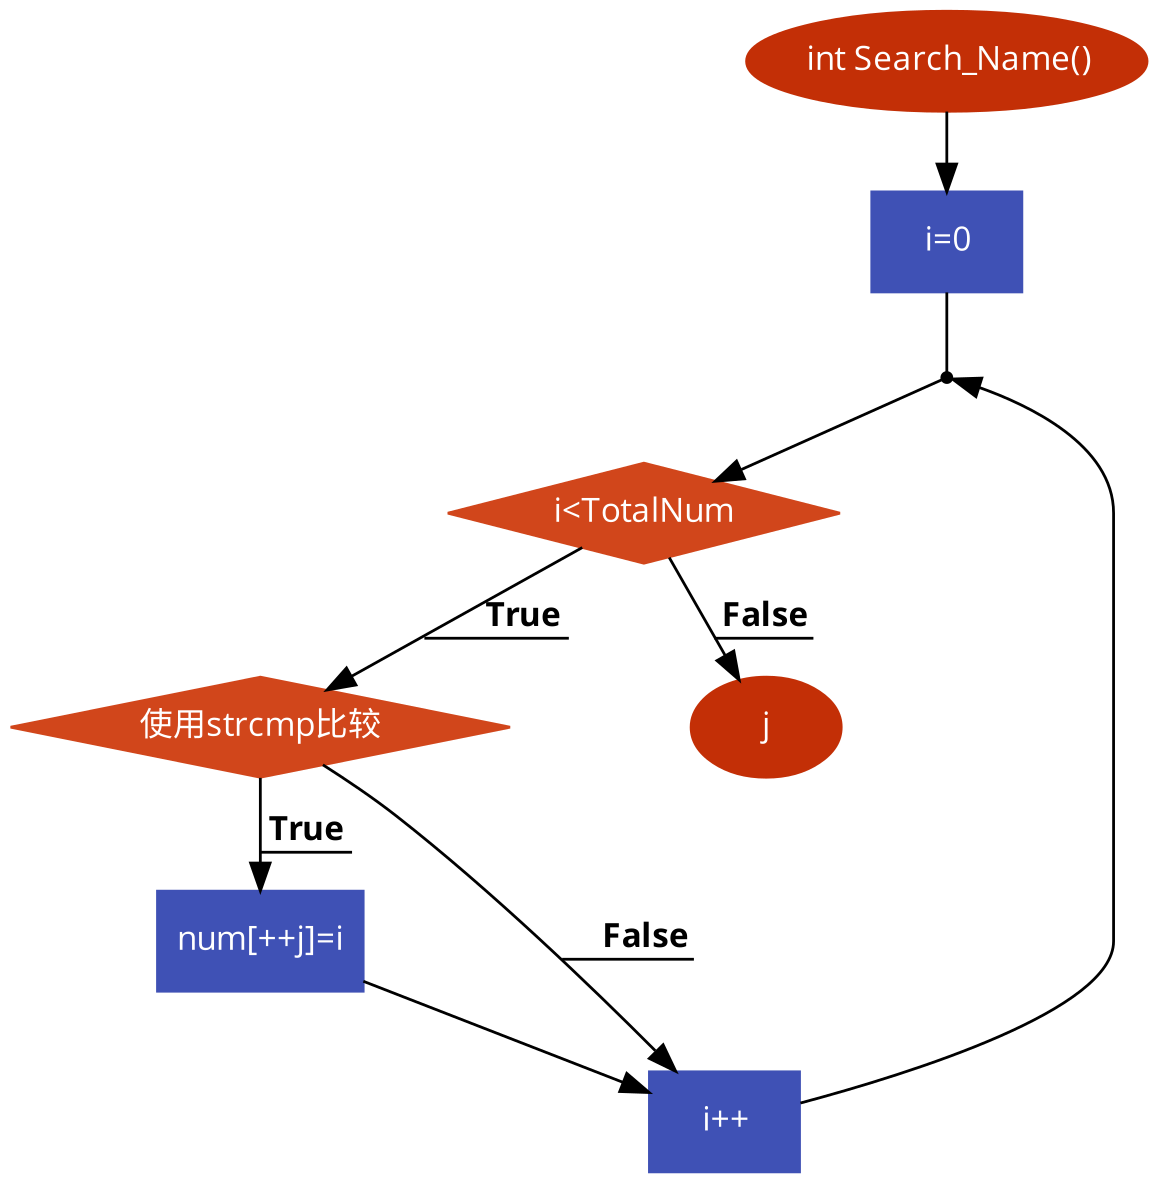 int Search_Name()
i=0
i<TotalNum
True
False
使用strcmp比较
j
True
num[++j]=i
False
i++